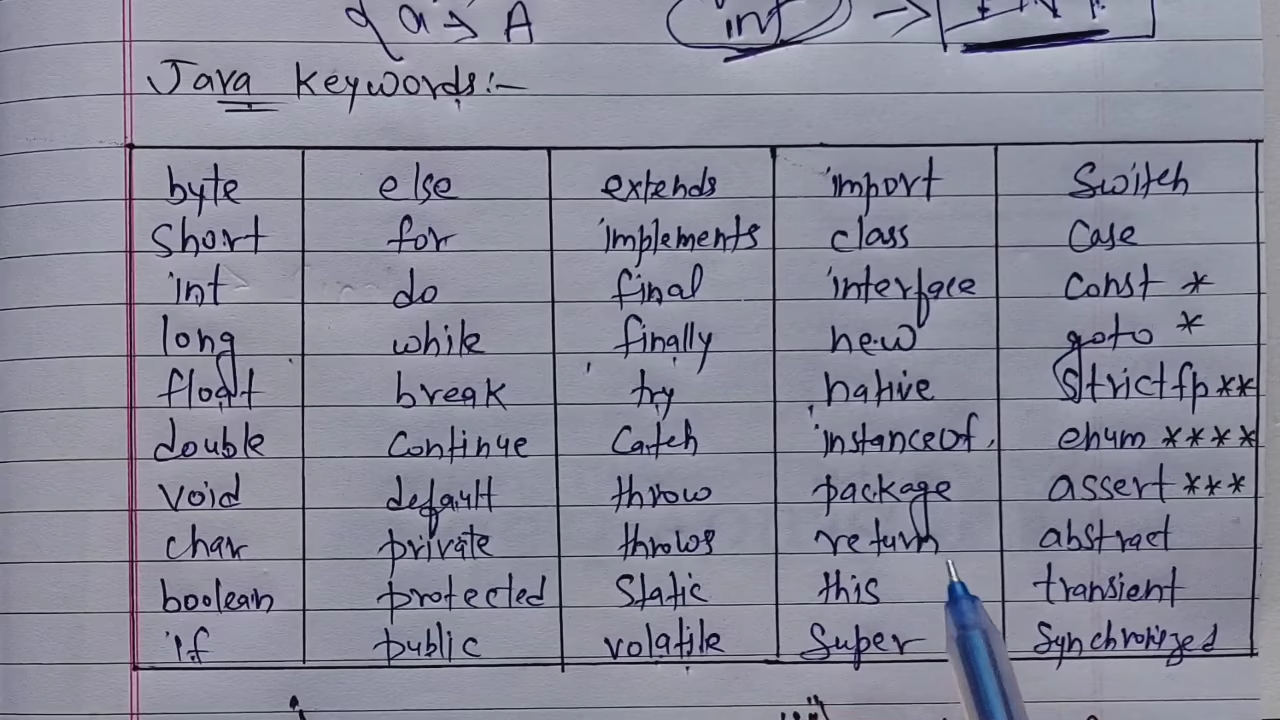 a → A int →
Java Keywords:-
byte else extends import Switch
Short for implements class Case
int do final interface Const *
long while finally new goto *
float break try native Strictfp **
double Continue Catch instanceof enum ****
void default throw package assert ***
char private throws return abstract
boolean protected Static this transient
if public volatile Super Synchronized